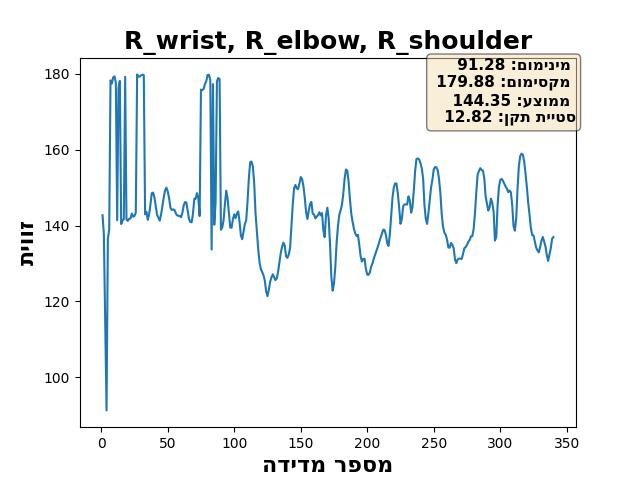 R_wrist, R_elbow, R_shoulder
מינימום: 91.28
מקסימום: 179.88
ממוצע: 144.35
סטיית תקן: 12.82
180
160
140
120
100
זווית
0 50 100 150 200 250 300 350
מספר מדידה